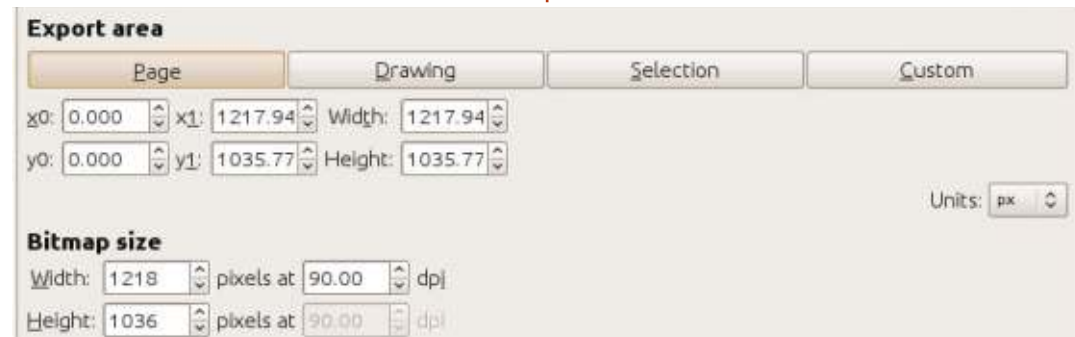 Export area
Page Drawing Selection Custom
x0: 0.000 x1: 1217.94 Width: 1217.94
y0: 0.000 y1: 1035.77 Height: 1035.77
Units: px
Bitmap size
Width: 1218 pixels at 90.00 dpi
Height: 1036 pixels at 90.00 dpi